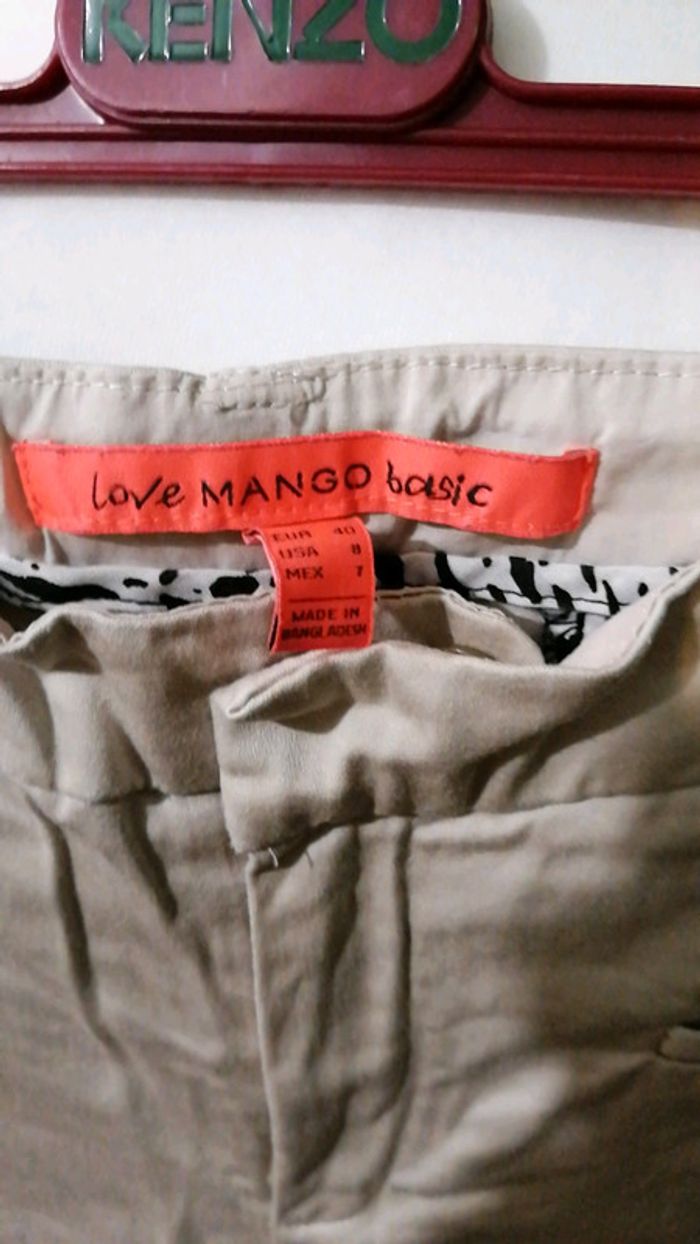 KENZO
love MANGO basic
EUR 40
USA 8
MEX 7
MADE IN
BANGLADESH